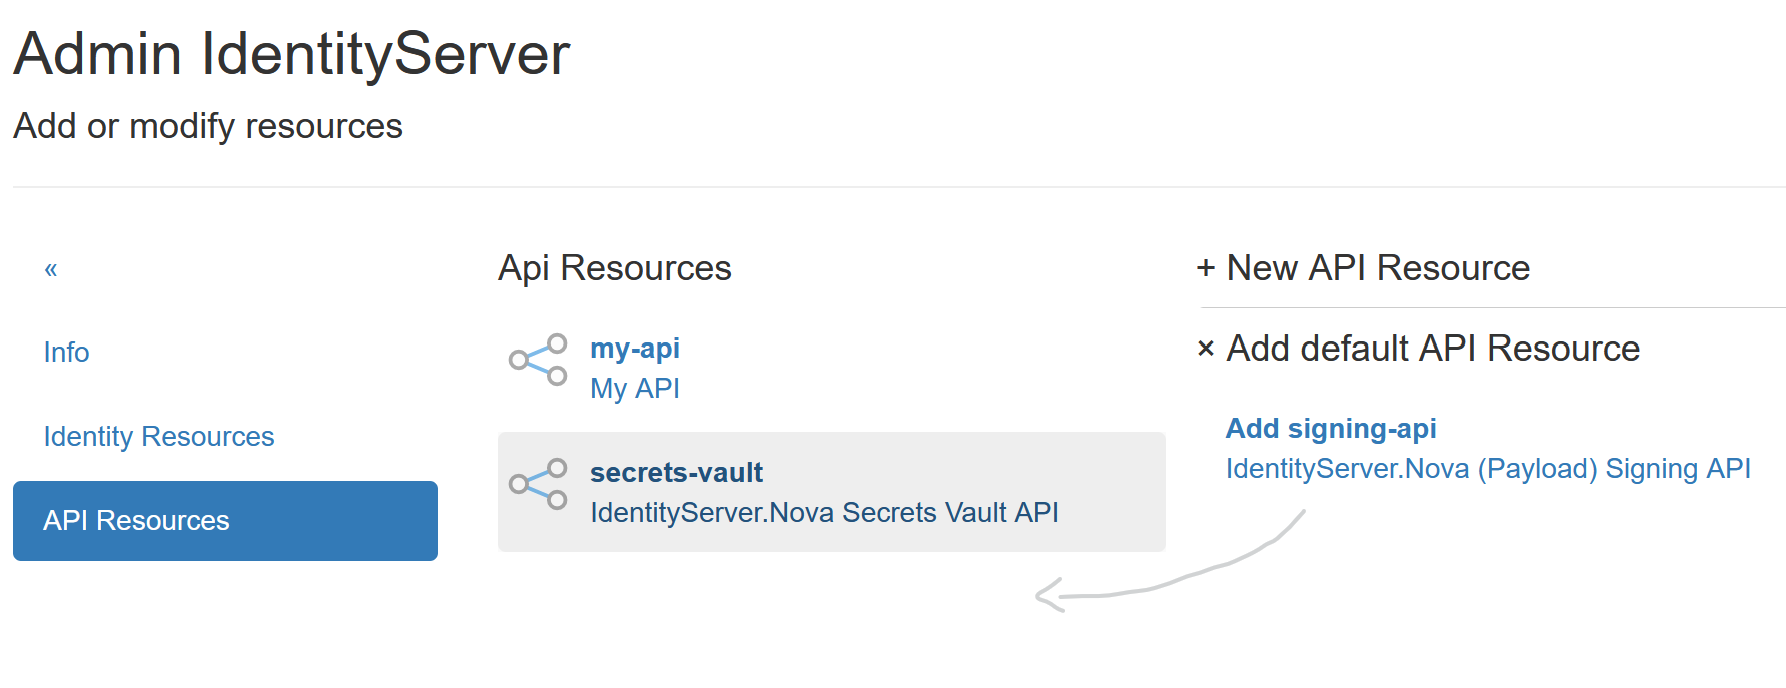 Admin IdentityServer
Add or modify resources
«
Info
Identity Resources
API Resources
Api Resources
my-api
My API
secrets-vault
IdentityServer.Nova Secrets Vault API
+ New API Resource
× Add default API Resource
Add signing-api
IdentityServer.Nova (Payload) Signing API